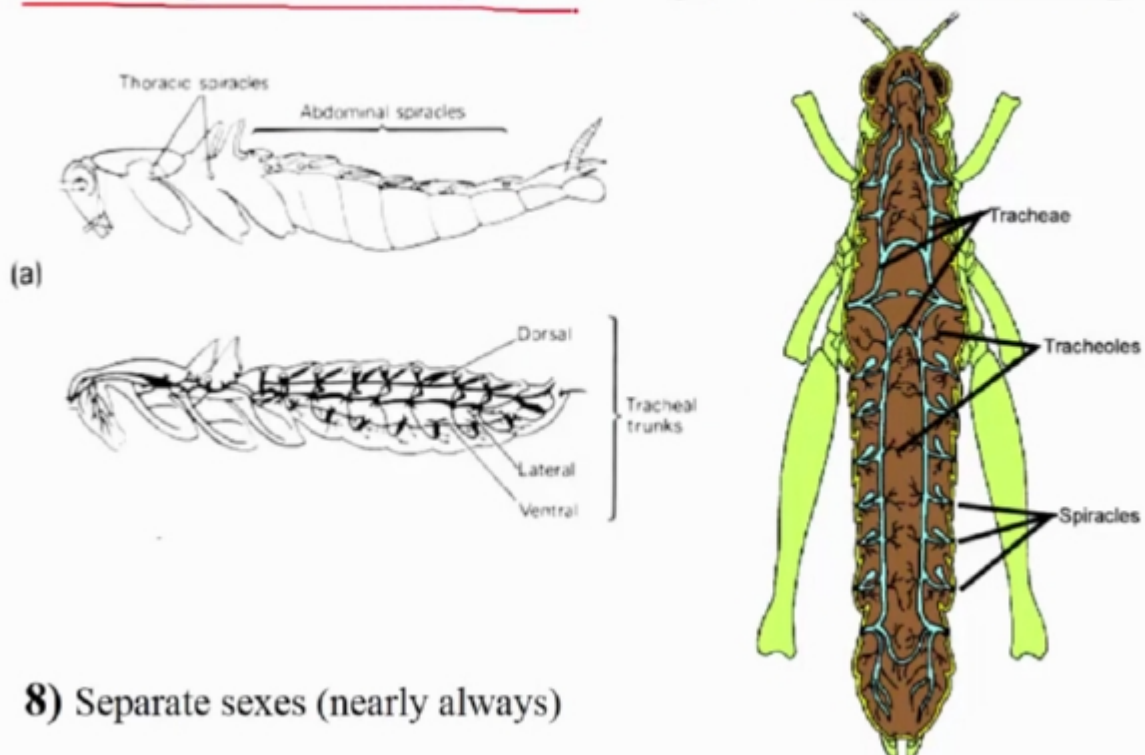 Thoracic spiracles
Abdominal spiracles
(a)
Dorsal
Tracheal
trunks
Lateral
Ventral
Tracheae
Tracheoles
Spiracles
8) Separate sexes (nearly always)